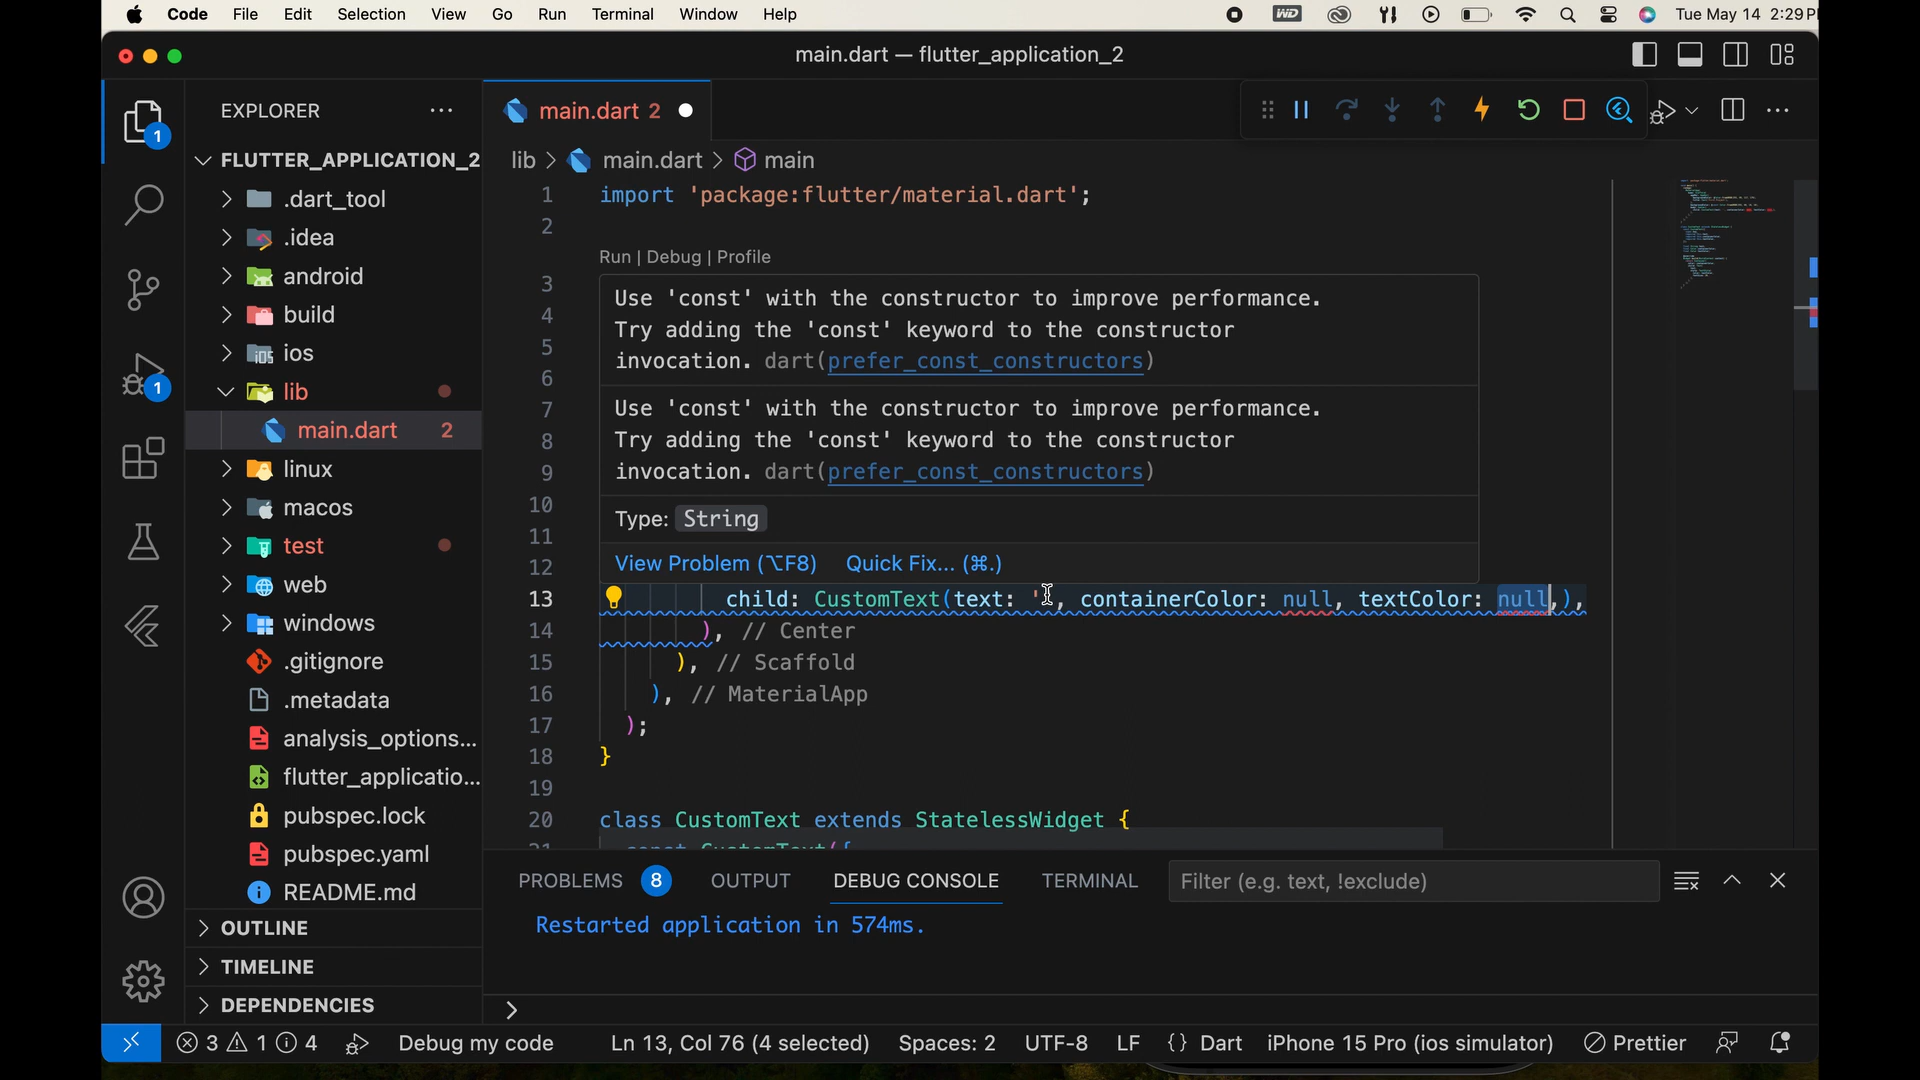 Code File Edit Selection View Go Run Terminal Window Help Tue May 14 2:29P
main.dart — flutter_application_2
EXPLORER
main.dart 2
FLUTTER_APPLICATION_2
lib > main.dart > main
.dart_tool
.idea
android
build
ios
lib
main.dart 2
linux
macos
test
web
windows
.gitignore
.metadata
analysis_options...
flutter_applicatio...
pubspec.lock
pubspec.yaml
README.md
OUTLINE
TIMELINE
DEPENDENCIES
1
1
1 import 'package:flutter/material.dart';
2
Run | Debug | Profile
3
Use 'const' with the constructor to improve performance.
4
Try adding the 'const' keyword to the constructor
5
invocation. dart(prefer_const_constructors)
6
7
Use 'const' with the constructor to improve performance.
8
Try adding the 'const' keyword to the constructor
9
invocation. dart(prefer_const_constructors)
10
11
Type: String
12
View Problem (⌥F8) Quick Fix... (⌘.)
13 child: CustomText(text: '', containerColor: null, textColor: null,),
14 ), // Center
15 ), // Scaffold
16 ), // MaterialApp
17 );
18 }
19
20 class CustomText extends StatelessWidget {
21 const CustomText({
PROBLEMS 8 OUTPUT DEBUG CONSOLE TERMINAL Filter (e.g. text, !exclude)
Restarted application in 574ms.
>
3 1 4 Debug my code Ln 13, Col 76 (4 selected) Spaces: 2 UTF-8 LF {} Dart iPhone 15 Pro (ios simulator) Prettier